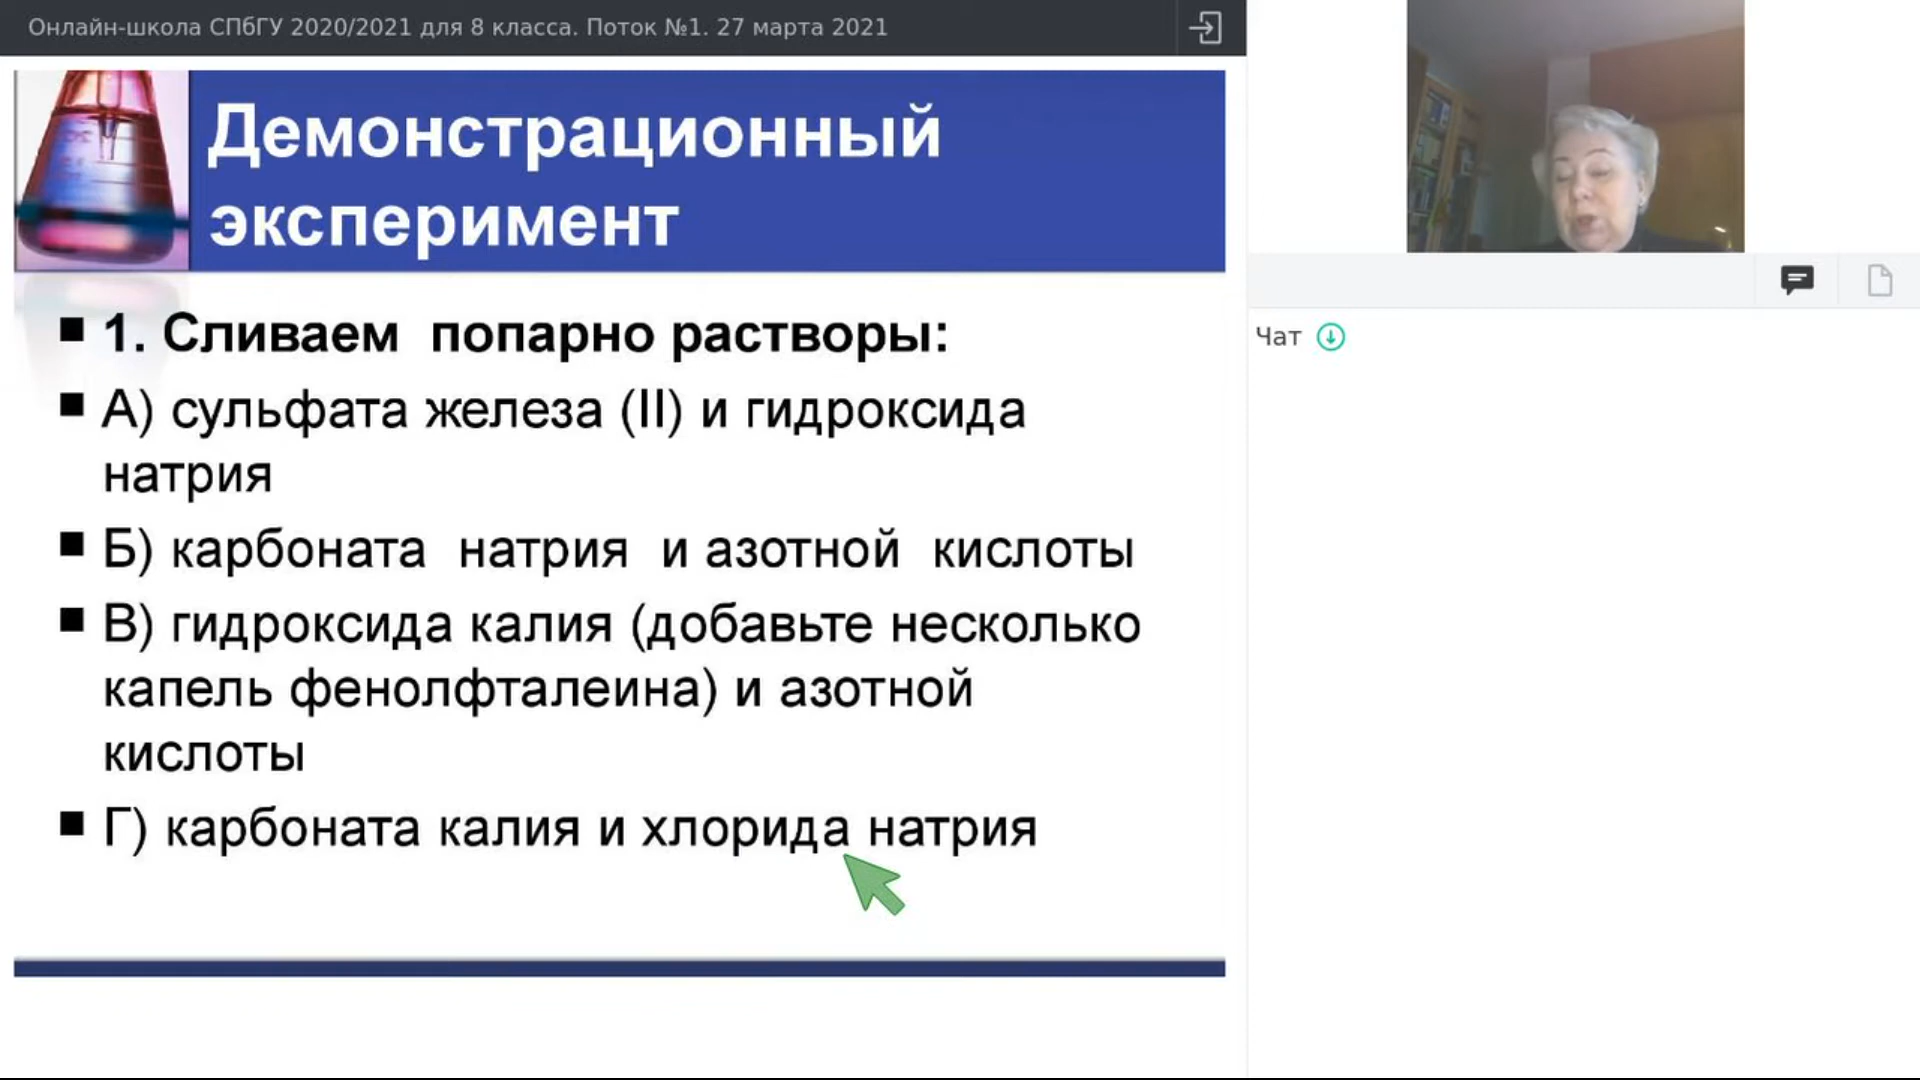 Онлайн-школа СПбГУ 2020/2021 для 8 класса. Поток №1. 27 марта 2021
Демонстрационный
эксперимент
1. Сливаем попарно растворы:
А) сульфата железа (II) и гидроксида
натрия
Б) карбоната натрия и азотной кислоты
В) гидроксида калия (добавьте несколько
капель фенолфталеина) и азотной
кислоты
Г) карбоната калия и хлорида натрия
Чат